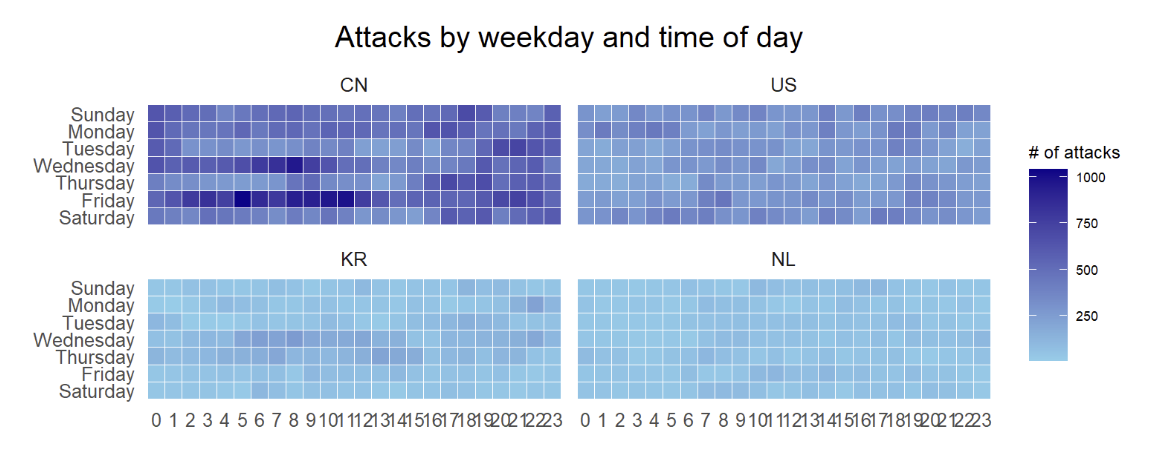 Attacks by weekday and time of day
CN
US
Sunday
Monday
Tuesday
Wednesday
Thursday
Friday
Saturday
# of attacks
1000
750
500
250
KR
NL
Sunday
Monday
Tuesday
Wednesday
Thursday
Friday
Saturday
0 1 2 3 4 5 6 7 8 9 10 11 12 13 14 15 16 17 18 19 20 21 22 23
0 1 2 3 4 5 6 7 8 9 10 11 12 13 14 15 16 17 18 19 20 21 22 23